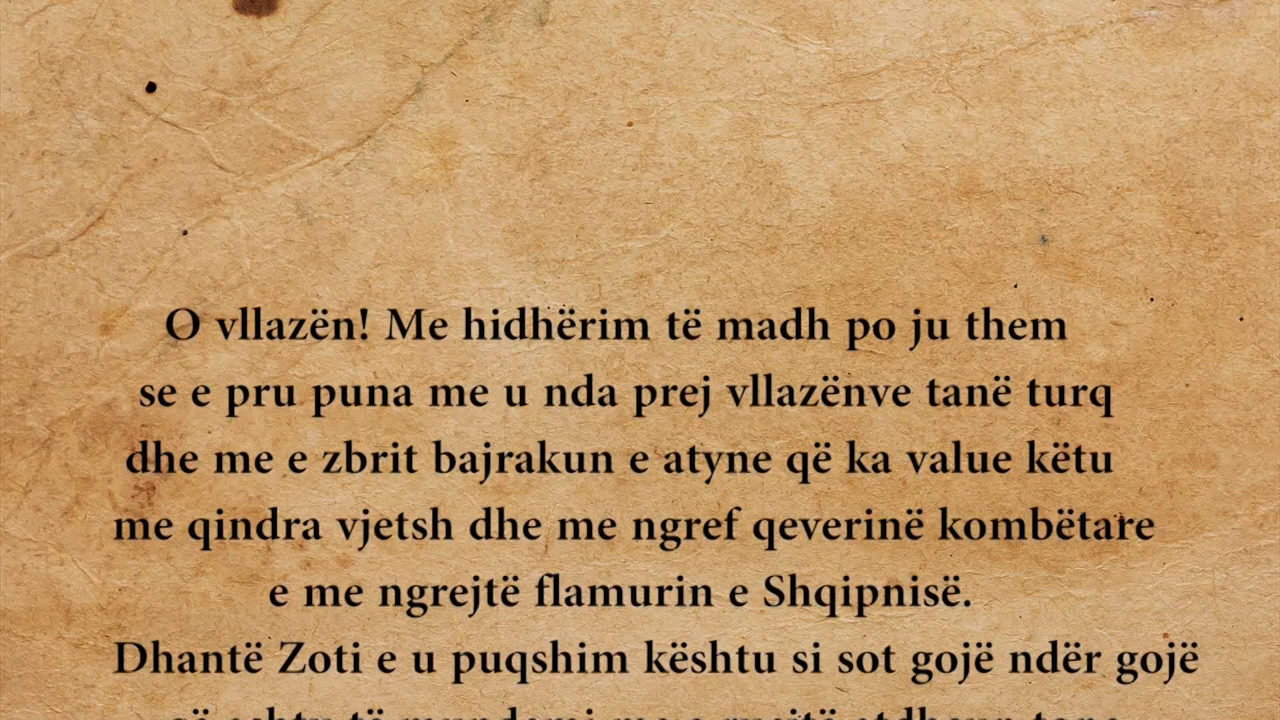 O vllazën! Me hidhërim të madh po ju them
se e pru puna me u nda prej vllazënve tanë turq
dhe me e zbrit bajrakun e atyne që ka value këtu
me qindra vjetsh dhe me ngref qeverinë kombëtare
e me ngrejtë flamurin e Shqipnisë.
Dhantë Zoti e u puqshim kështu si sot gojë ndër gojë